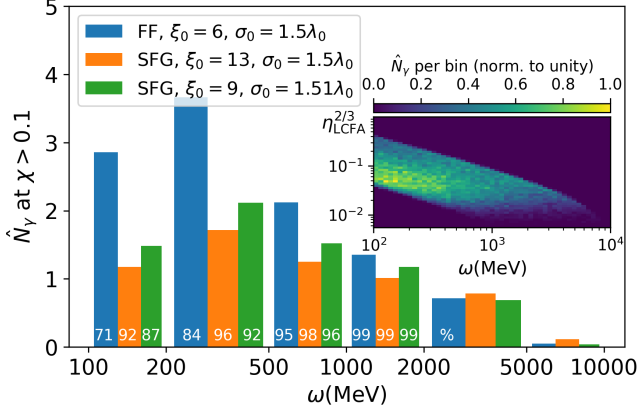 5
4
3
2
1
0
N̂γ at χ > 0.1
FF, ξ₀ = 6, σ₀ = 1.5λ₀
SFG, ξ₀ = 13, σ₀ = 1.5λ₀
SFG, ξ₀ = 9, σ₀ = 1.51λ₀
N̂γ per bin (norm. to unity)
0.0 0.2 0.4 0.6 0.8 1.0
η_LCFA^2/3
10⁻¹
10⁻²
10² 10³ 10⁴
ω(MeV)
71 92 87 84 96 92 95 98 96 99 99 99 %
100 200 500 1000 2000 5000 10000
ω(MeV)